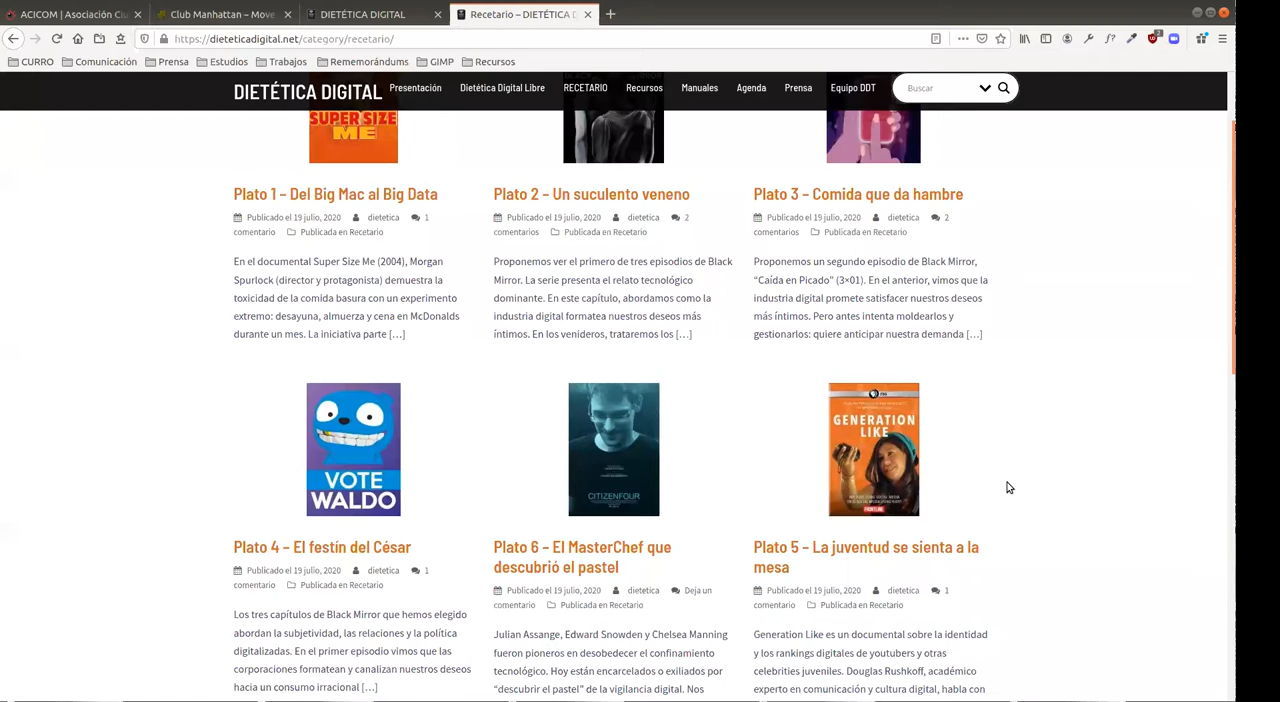 ACICOM | Asociación Ciu
Club Manhattan – Move
DIETÉTICA DIGITAL
Recetario – DIETÉTICA D
https://dieteticadigital.net/category/recetario/
CURRO Comunicación Prensa Estudios Trabajos Rememorándums GIMP Recursos
DIETÉTICA DIGITAL Presentación Dietética Digital Libre RECETARIO Recursos Manuales Agenda Prensa Equipo DDT Buscar
SUPER SIZE
ME
Plato 1 – Del Big Mac al Big Data
Publicado el 19 julio, 2020 dietetica 1
comentario Publicada en Recetario
En el documental Super Size Me (2004), Morgan
Spurlock (director y protagonista) demuestra la
toxicidad de la comida basura con un experimento
extremo: desayuna, almuerza y cena en McDonalds
durante un mes. La iniciativa parte […]
Plato 2 – Un suculento veneno
Publicado el 19 julio, 2020 dietetica 2
comentarios Publicada en Recetario
Proponemos ver el primero de tres episodios de Black
Mirror. La serie presenta el relato tecnológico
dominante. En este capítulo, abordamos como la
industria digital formatea nuestros deseos más
íntimos. En los venideros, trataremos los […]
Plato 3 – Comida que da hambre
Publicado el 19 julio, 2020 dietetica 2
comentarios Publicada en Recetario
Proponemos un segundo episodio de Black Mirror,
“Caída en Picado” (3×01). En el anterior, vimos que la
industria digital promete satisfacer nuestros deseos
más íntimos. Pero antes intenta moldearlos y
gestionarlos: quiere anticipar nuestra demanda […]
VOTE
WALDO
Plato 4 – El festín del César
Publicado el 19 julio, 2020 dietetica 1
comentario Publicada en Recetario
Los tres capítulos de Black Mirror que hemos elegido
abordan la subjetividad, las relaciones y la política
digitalizadas. En el primer episodio vimos que las
corporaciones formatean y canalizan nuestros deseos
hacia un consumo irracional […]
CITIZENFOUR
Plato 6 – El MasterChef que
descubrió el pastel
Publicado el 19 julio, 2020 dietetica Deja un
comentario Publicada en Recetario
Julian Assange, Edward Snowden y Chelsea Manning
fueron pioneros en desobedecer el confinamiento
tecnológico. Hoy están encarcelados o exiliados por
“descubrir el pastel” de la vigilancia digital. Nos
GENERATION
LIKE
FRONTLINE
Plato 5 – La juventud se sienta a la
mesa
Publicado el 19 julio, 2020 dietetica 1
comentario Publicada en Recetario
Generation Like es un documental sobre la identidad
y los rankings digitales de youtubers y otras
celebrities juveniles. Douglas Rushkoff, académico
experto en comunicación y cultura digital, habla con